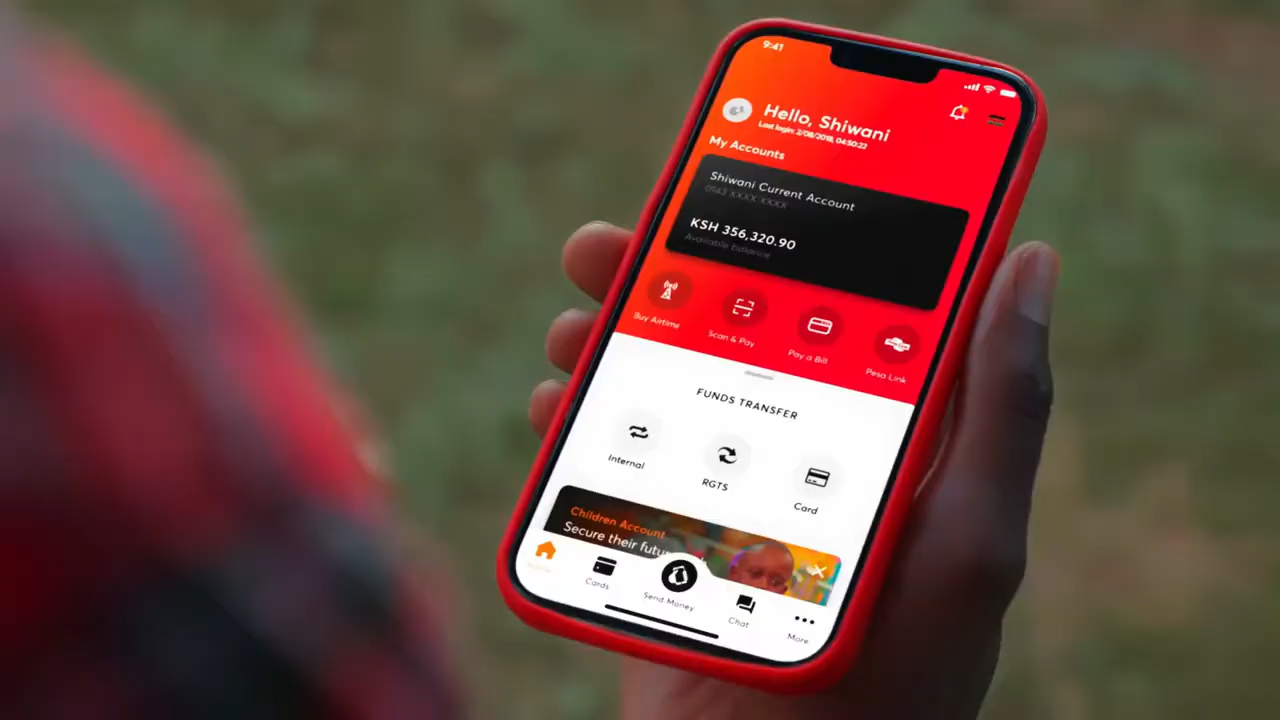 9:41
Hello, Shiwani
Last login: 2/08/2018, 04:50:22
My Accounts
Shiwani Current Account
0143 XXXX XXXX
KSH 356,320.90
Available balance
Buy Airtime
Scan & Pay
Pay a Bill
Pesa Link
FUNDS TRANSFER
Internal
RGTS
Card
Children Account
Secure their futu
Cards
Send Money
Chat
More